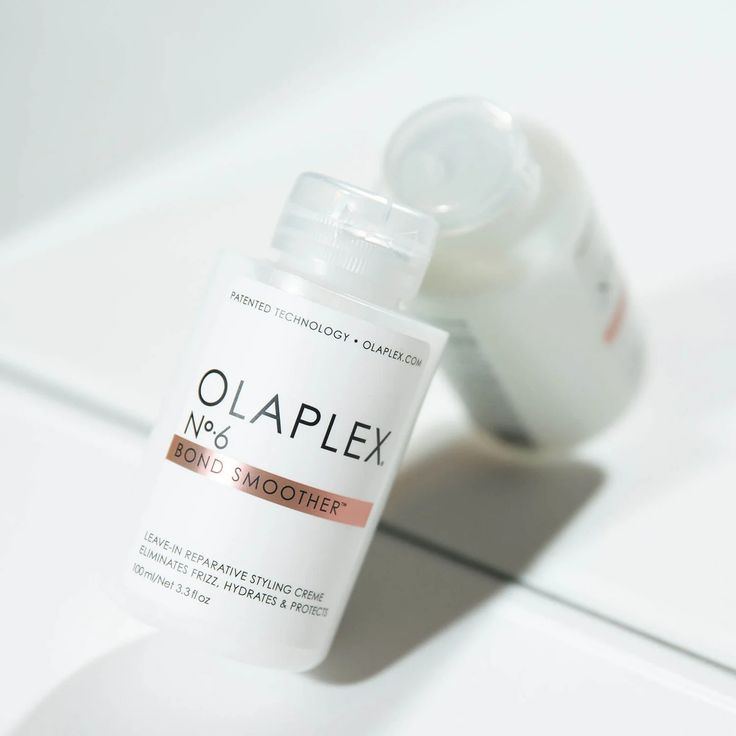 PATENTED TECHNOLOGY • OLAPLEX.COM
OLAPLEX®
Nº.6
BOND SMOOTHER™
LEAVE-IN REPARATIVE STYLING CREME
ELIMINATES FRIZZ, HYDRATES & PROTECTS
100ml/Net 3.3 fl oz